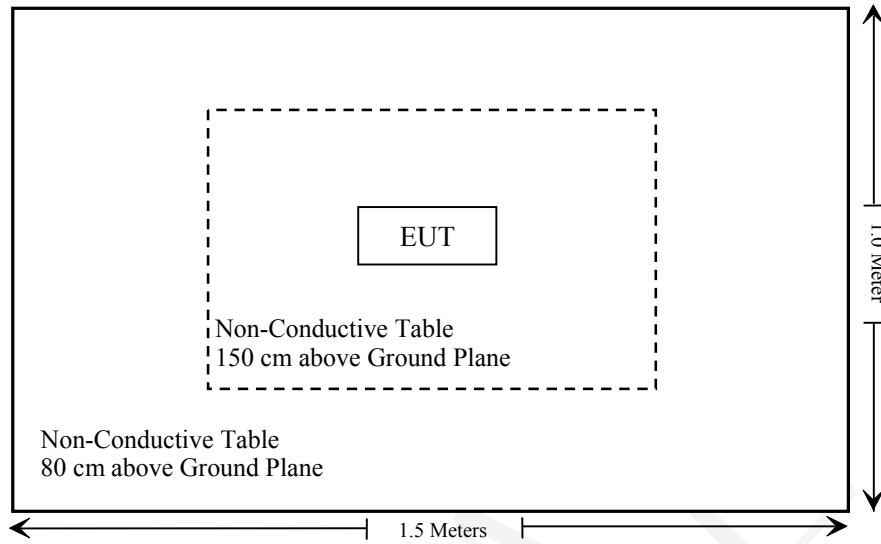 EUT
Non-Conductive Table
150 cm above Ground Plane
Non-Conductive Table
80 cm above Ground Plane
1.0 Meter
1.5 Meters